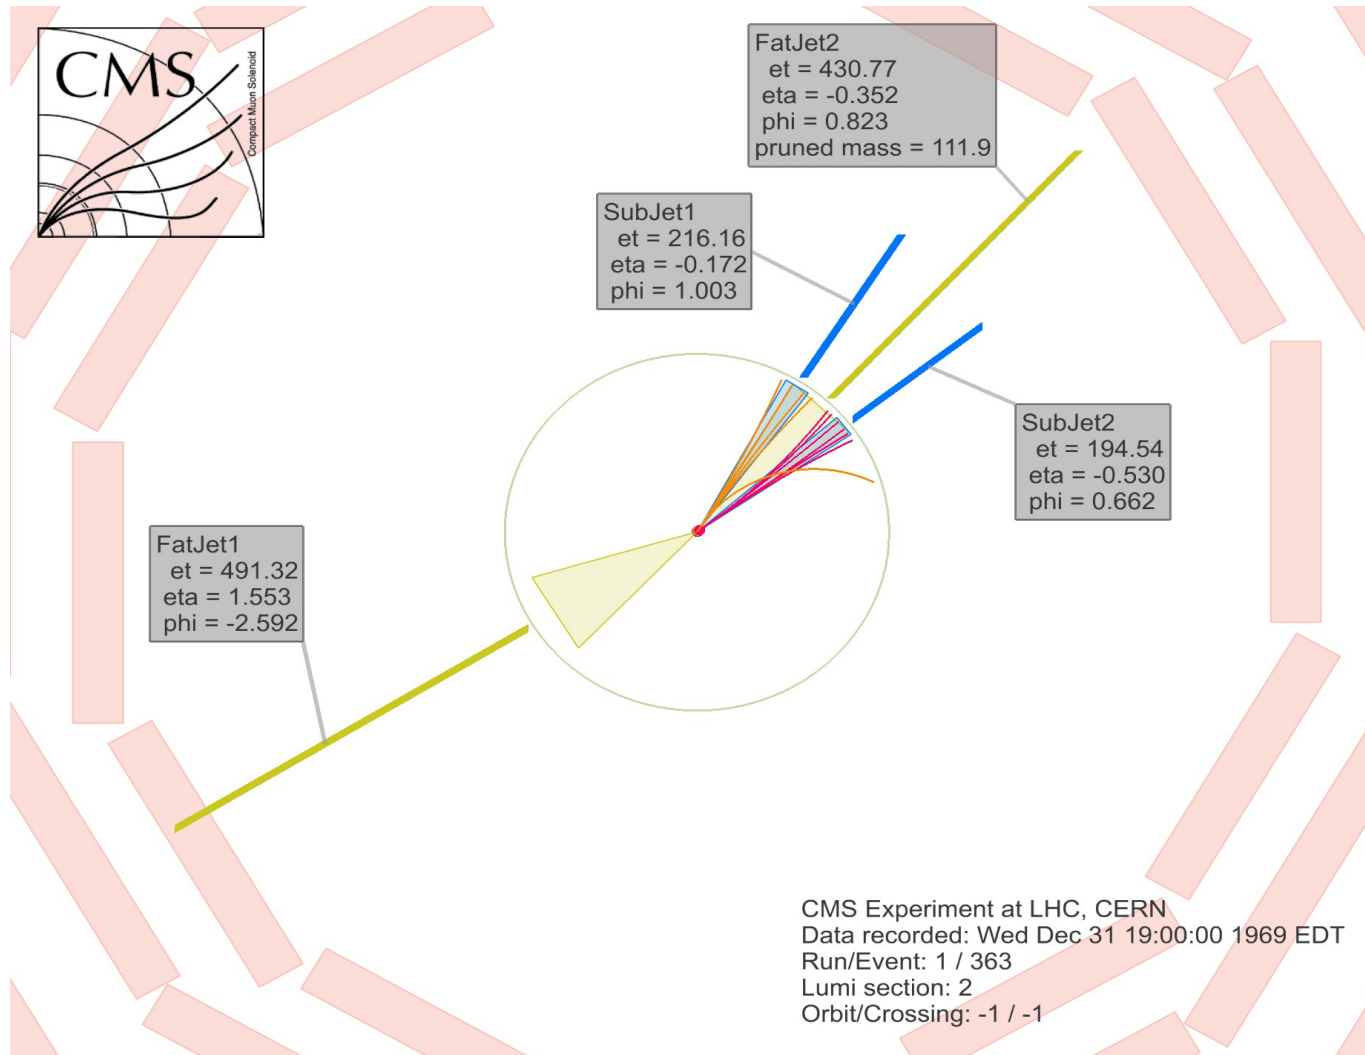 CMS
Compact Muon Solenoid
FatJet2
et = 430.77
eta = -0.352
phi = 0.823
pruned mass = 111.9
SubJet1
et = 216.16
eta = -0.172
phi = 1.003
SubJet2
et = 194.54
eta = -0.530
phi = 0.662
FatJet1
et = 491.32
eta = 1.553
phi = -2.592
CMS Experiment at LHC, CERN
Data recorded: Wed Dec 31 19:00:00 1969 EDT
Run/Event: 1 / 363
Lumi section: 2
Orbit/Crossing: -1 / -1